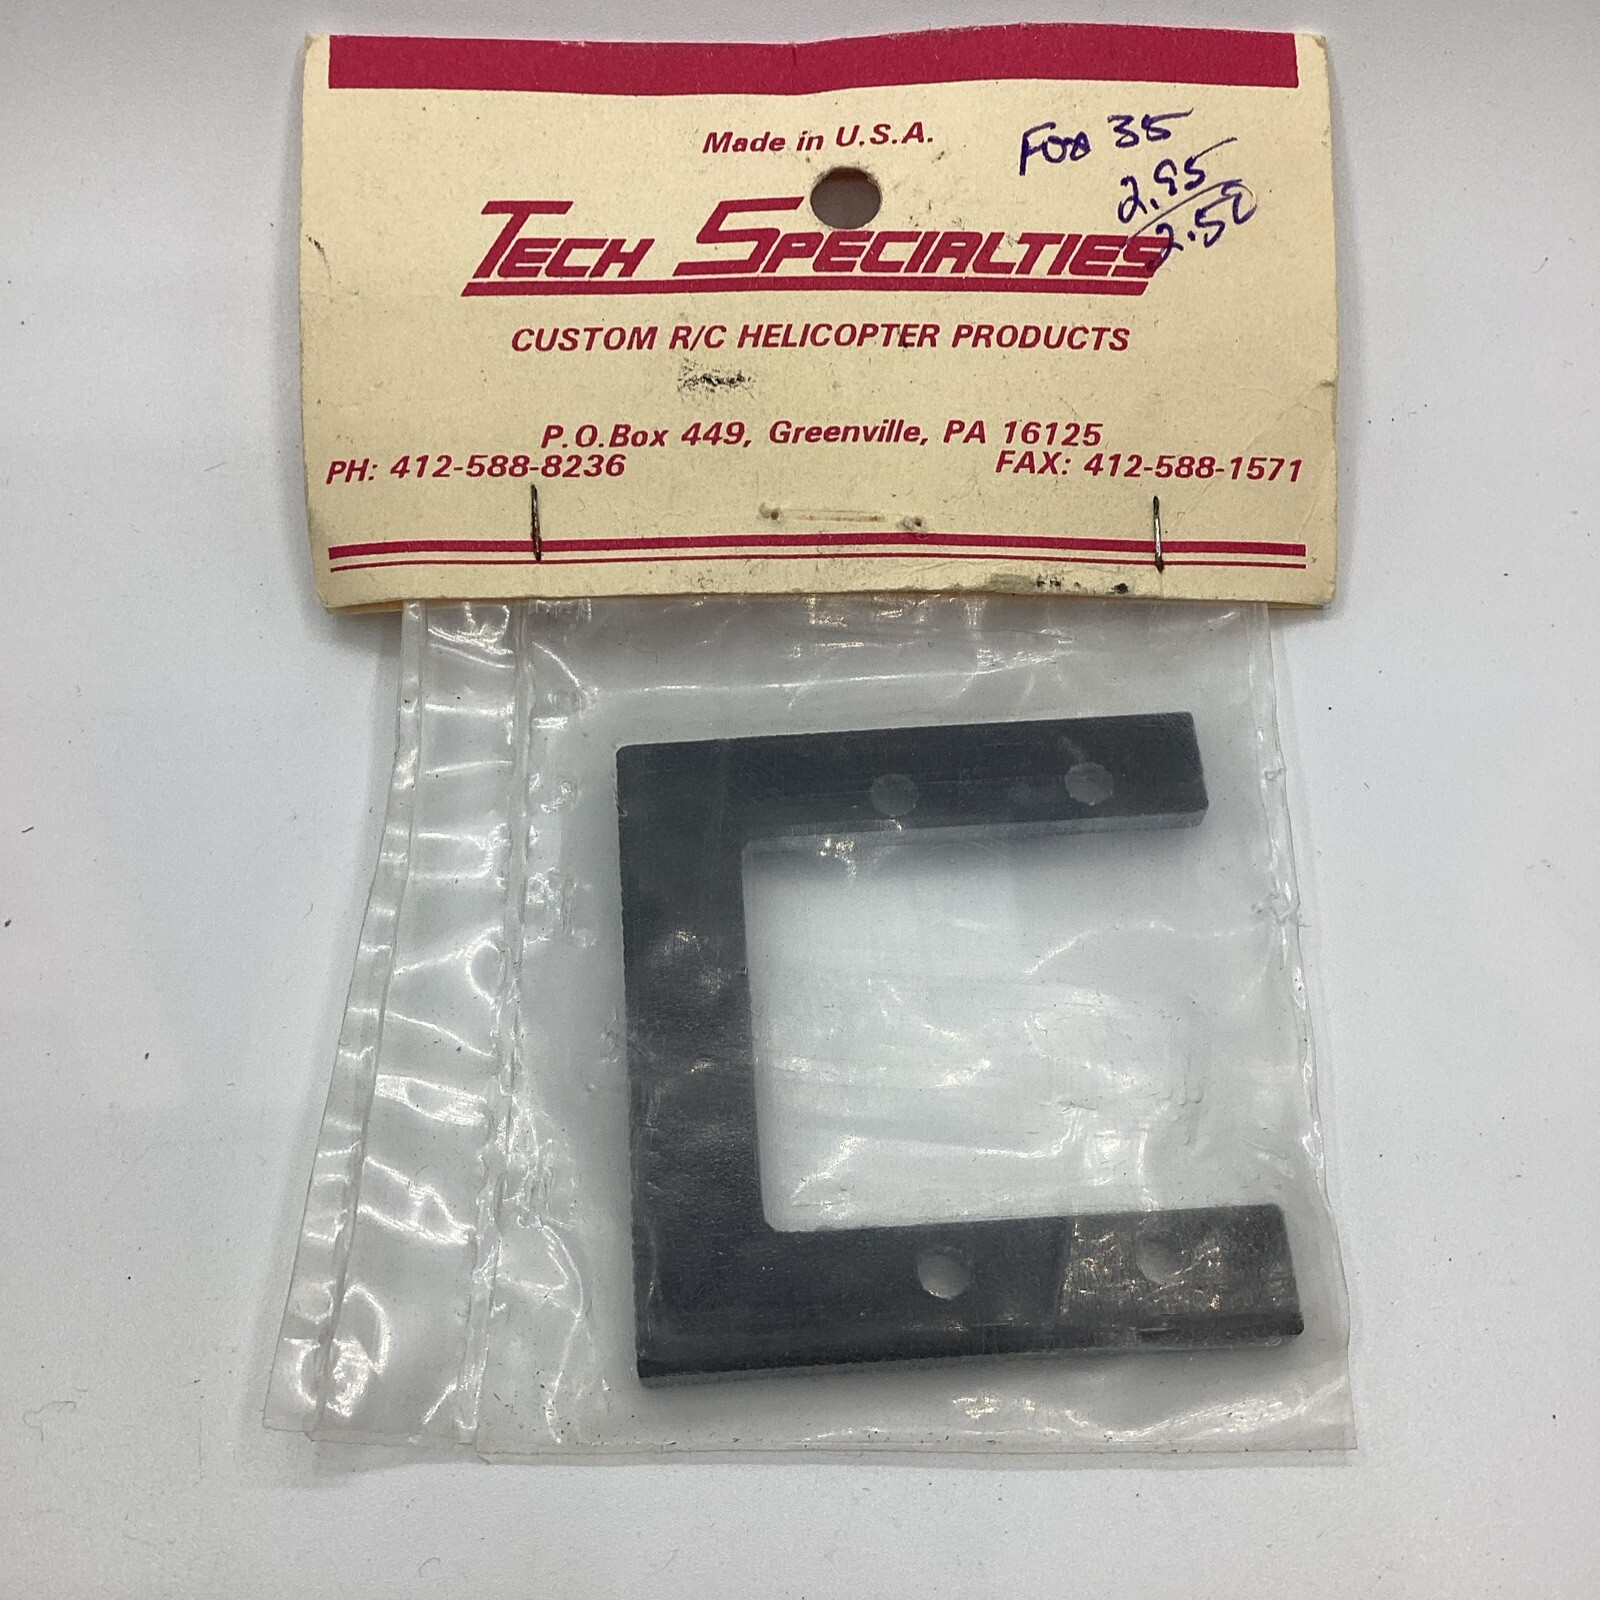 Made in U.S.A.
Fox 35
2.95
2.50
TECH SPECIALTIES
CUSTOM R/C HELICOPTER PRODUCTS
P.O.Box 449, Greenville, PA 16125
PH: 412-588-8236
FAX: 412-588-1571